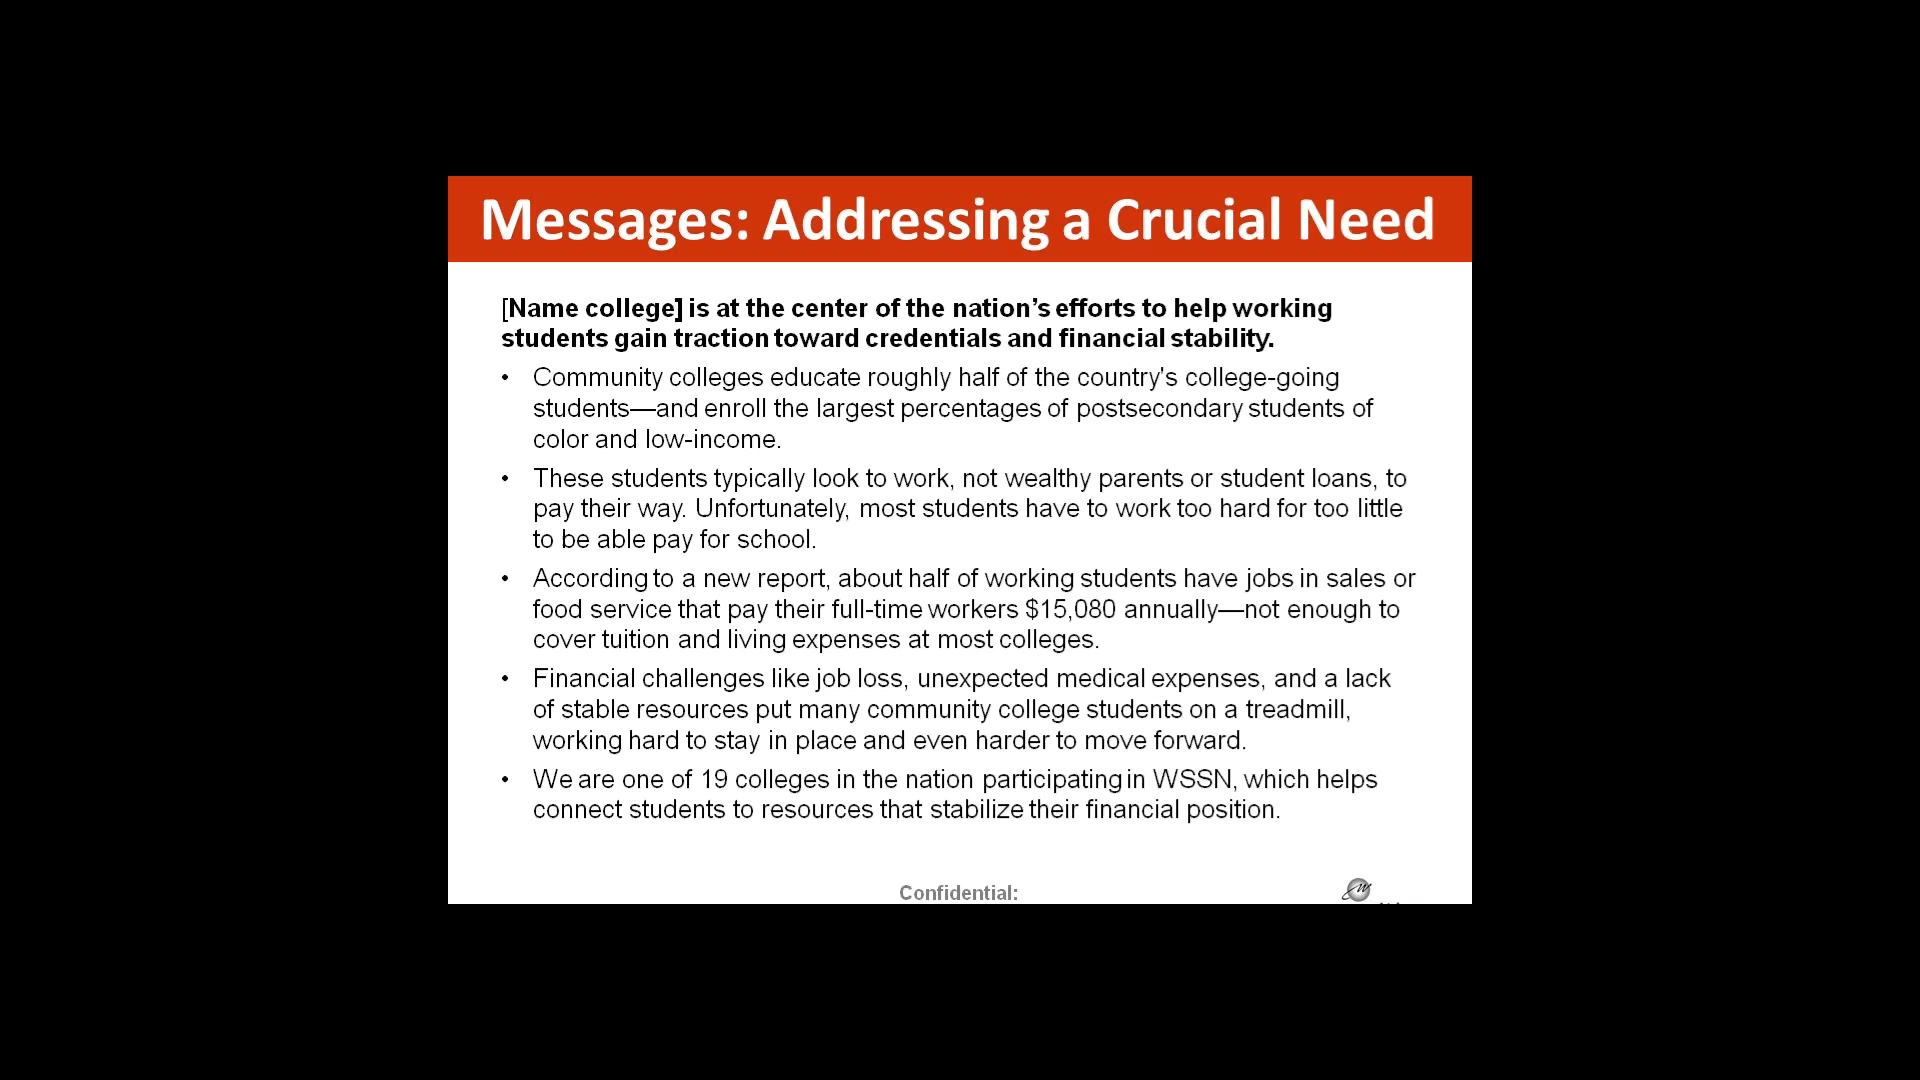 Messages: Addressing a Crucial Need
[Name college] is at the center of the nation's efforts to help working
students gain traction toward credentials and financial stability.
• Community colleges educate roughly half of the country's college-going
students—and enroll the largest percentages of postsecondary students of
color and low-income.
• These students typically look to work, not wealthy parents or student loans, to
pay their way. Unfortunately, most students have to work too hard for too little
to be able pay for school.
• According to a new report, about half of working students have jobs in sales or
food service that pay their full-time workers $15,080 annually—not enough to
cover tuition and living expenses at most colleges.
• Financial challenges like job loss, unexpected medical expenses, and a lack
of stable resources put many community college students on a treadmill,
working hard to stay in place and even harder to move forward.
• We are one of 19 colleges in the nation participating in WSSN, which helps
connect students to resources that stabilize their financial position.
Confidential: